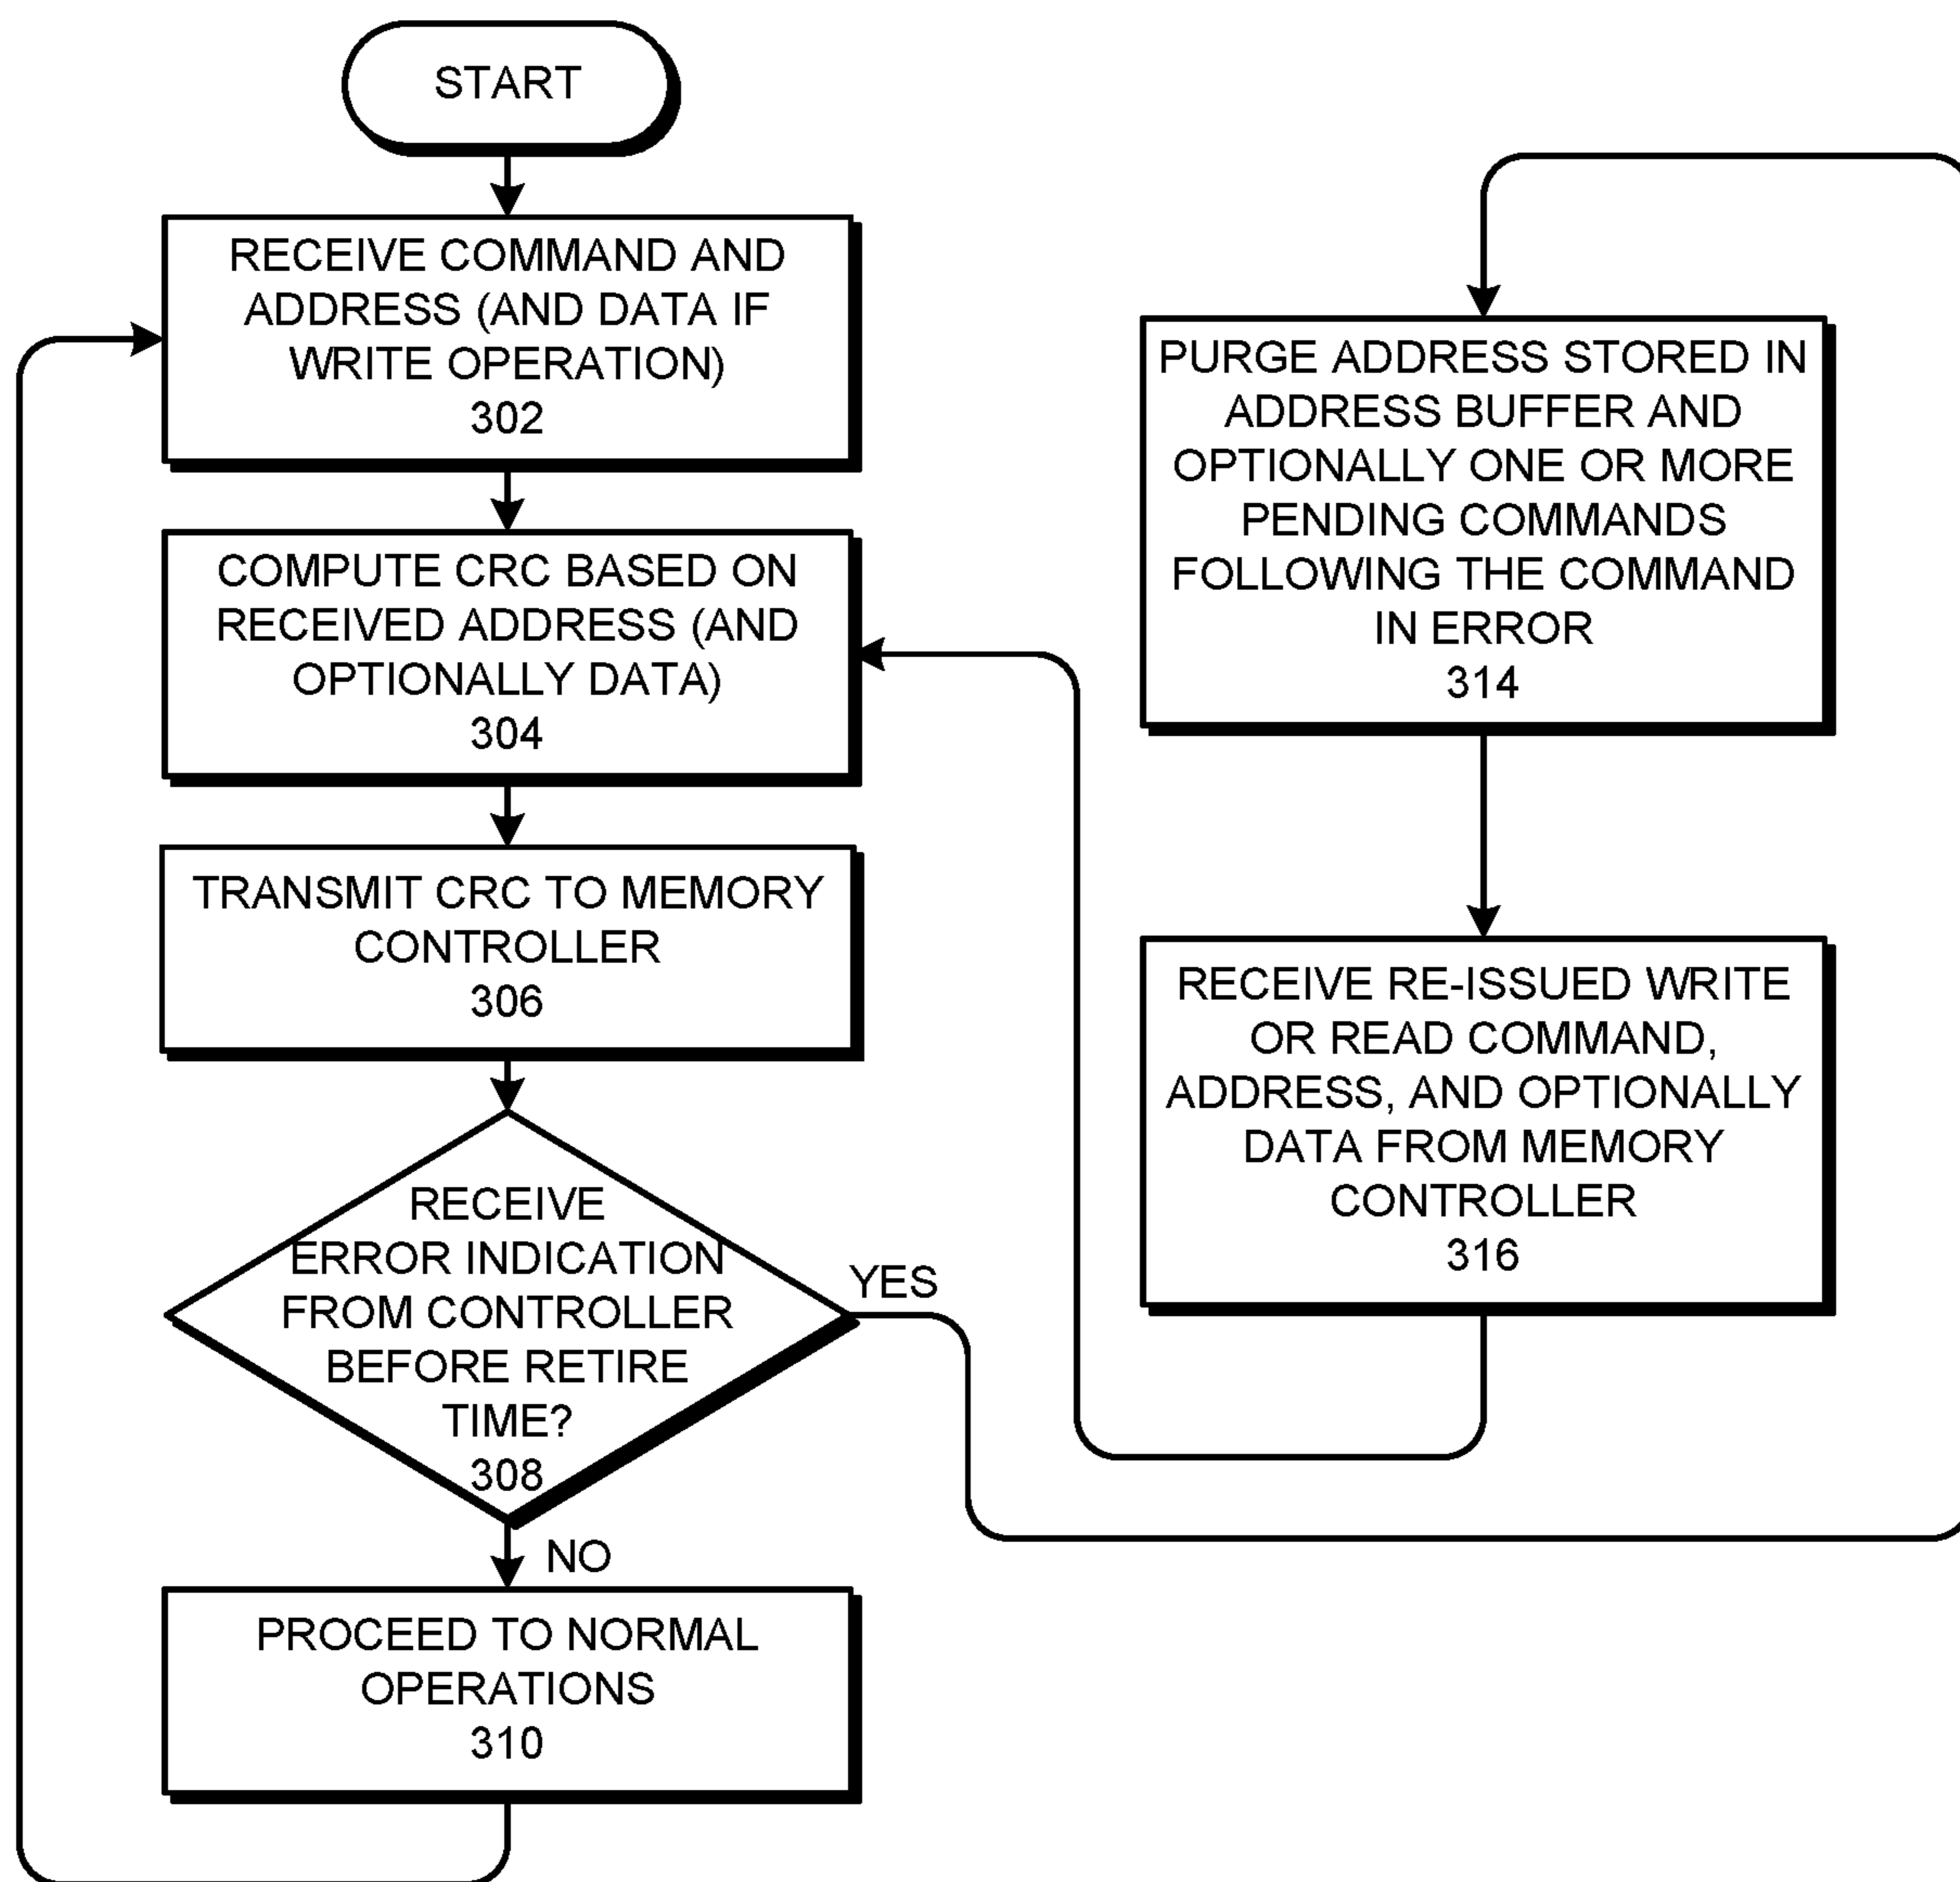 START
RECEIVE COMMAND AND
ADDRESS (AND DATA IF
WRITE OPERATION)
302
COMPUTE CRC BASED ON
RECEIVED ADDRESS (AND
OPTIONALLY DATA)
304
TRANSMIT CRC TO MEMORY
CONTROLLER
306
RECEIVE
ERROR INDICATION
FROM CONTROLLER
BEFORE RETIRE
TIME?
308
YES
NO
PROCEED TO NORMAL
OPERATIONS
310
PURGE ADDRESS STORED IN
ADDRESS BUFFER AND
OPTIONALLY ONE OR MORE
PENDING COMMANDS
FOLLOWING THE COMMAND
IN ERROR
314
RECEIVE RE-ISSUED WRITE
OR READ COMMAND,
ADDRESS, AND OPTIONALLY
DATA FROM MEMORY
CONTROLLER
316